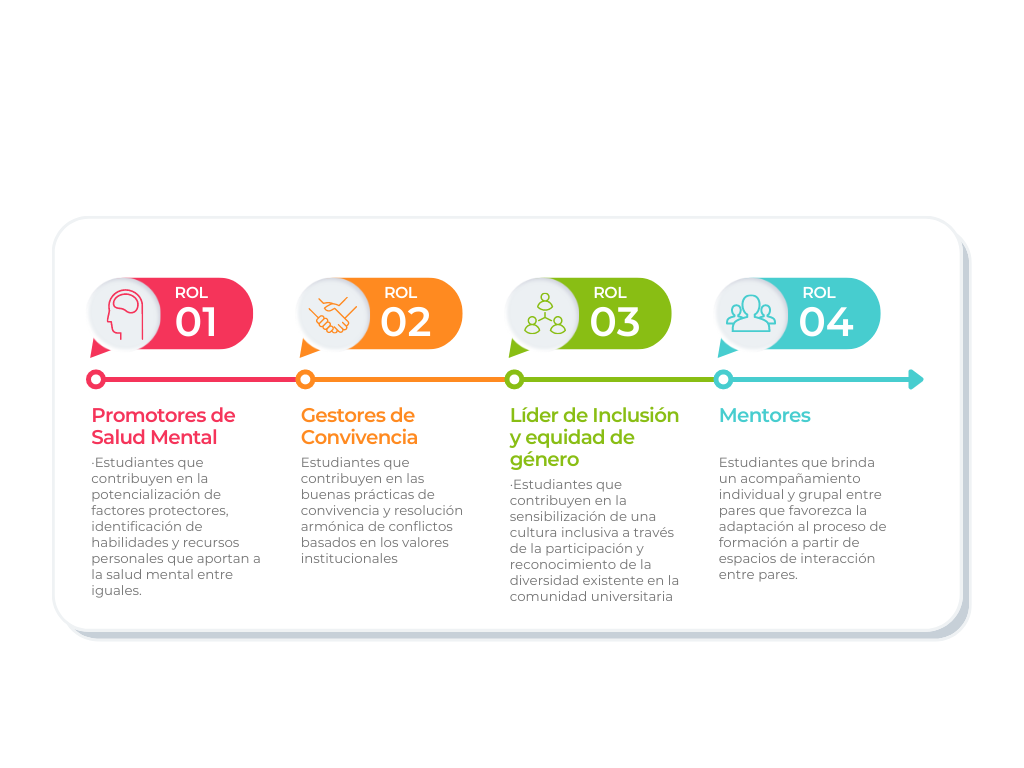 ROL
01
Promotores de
Salud Mental
·Estudiantes que
contribuyen en la
potencialización de
factores protectores,
identificación de
habilidades y recursos
personales que aportan a
la salud mental entre
iguales.
ROL
02
Gestores de
Convivencia
Estudiantes que
contribuyen en las
buenas prácticas de
convivencia y resolución
armónica de conflictos
basados en los valores
institucionales
ROL
03
Líder de Inclusión
y equidad de
género
·Estudiantes que
contribuyen en la
sensibilización de una
cultura inclusiva a través
de la participación y
reconocimiento de la
diversidad existente en la
comunidad universitaria
ROL
04
Mentores
Estudiantes que brinda
un acompañamiento
individual y grupal entre
pares que favorezca la
adaptación al proceso de
formación a partir de
espacios de interacción
entre pares.